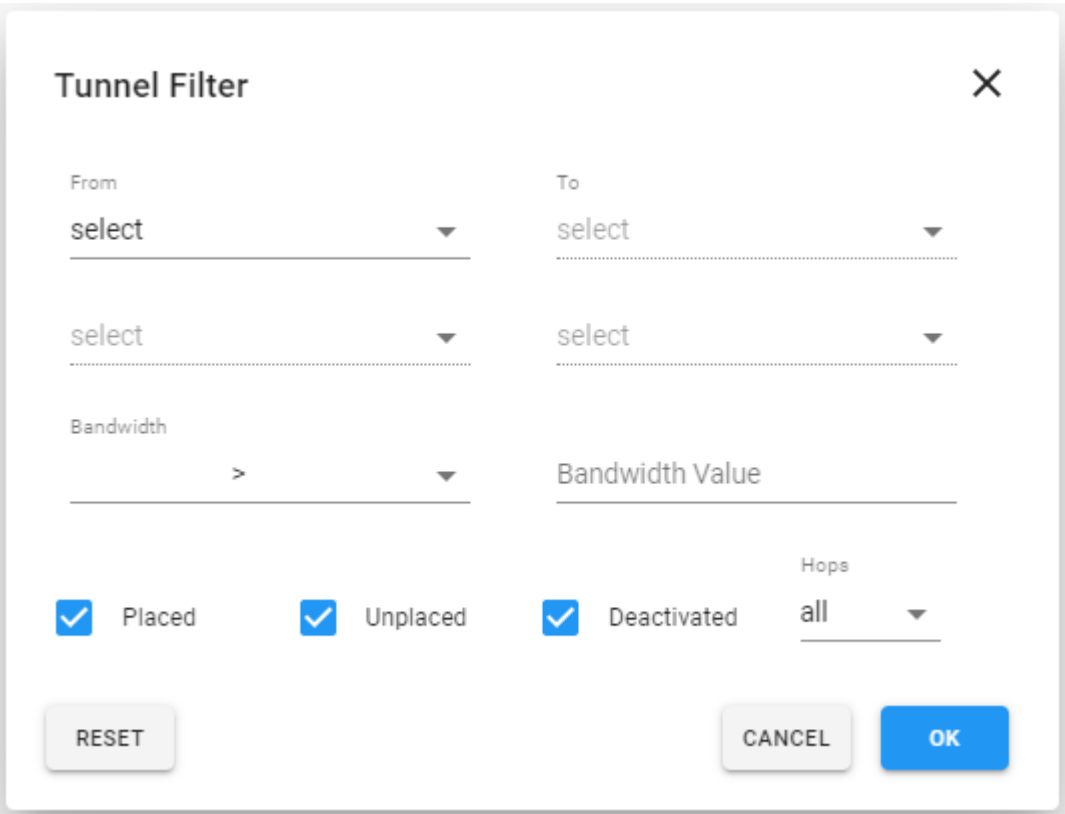 Tunnel Filter
From To
select select
select select
Bandwidth
> Bandwidth Value
Hops
Placed Unplaced Deactivated all
RESET CANCEL OK